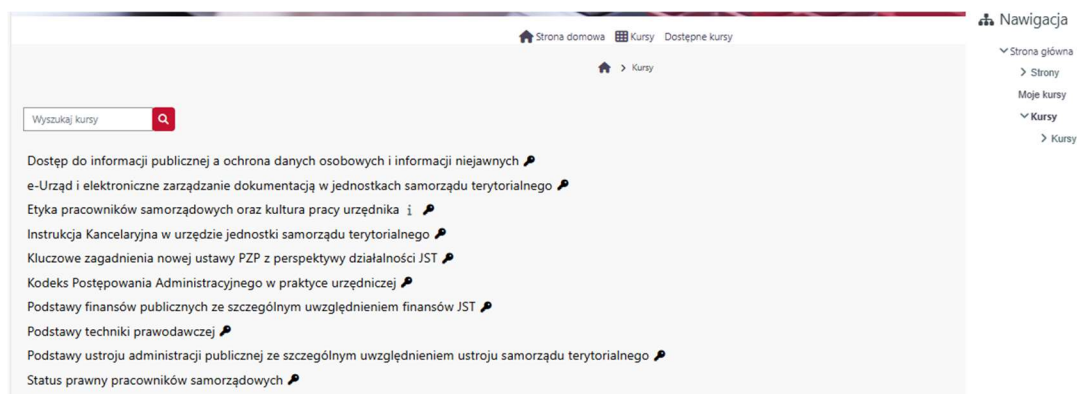 Strona domowa Kursy Dostępne kursy
> Kursy
Wyszukaj kursy
Dostęp do informacji publicznej a ochrona danych osobowych i informacji niejawnych
e-Urząd i elektroniczne zarządzanie dokumentacją w jednostkach samorządu terytorialnego
Etyka pracowników samorządowych oraz kultura pracy urzędnika i
Instrukcja Kancelaryjna w urzędzie jednostki samorządu terytorialnego
Kluczowe zagadnienia nowej ustawy PZP z perspektywy działalności JST
Kodeks Postępowania Administracyjnego w praktyce urzędniczej
Podstawy finansów publicznych ze szczególnym uwzględnieniem finansów JST
Podstawy techniki prawodawczej
Podstawy ustroju administracji publicznej ze szczególnym uwzględnieniem ustroju samorządu terytorialnego
Status prawny pracowników samorządowych
Nawigacja
Strona główna
Strony
Moje kursy
Kursy
Kursy